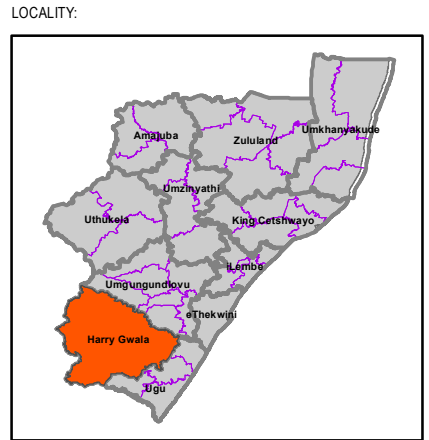 LOCALITY:
Amajuba
Zululand
Umkhanyakude
Umzinyathi
Uthukela
King Cetshwayo
iLembe
Umgungundlovu
eThekwini
Harry Gwala
Ugu